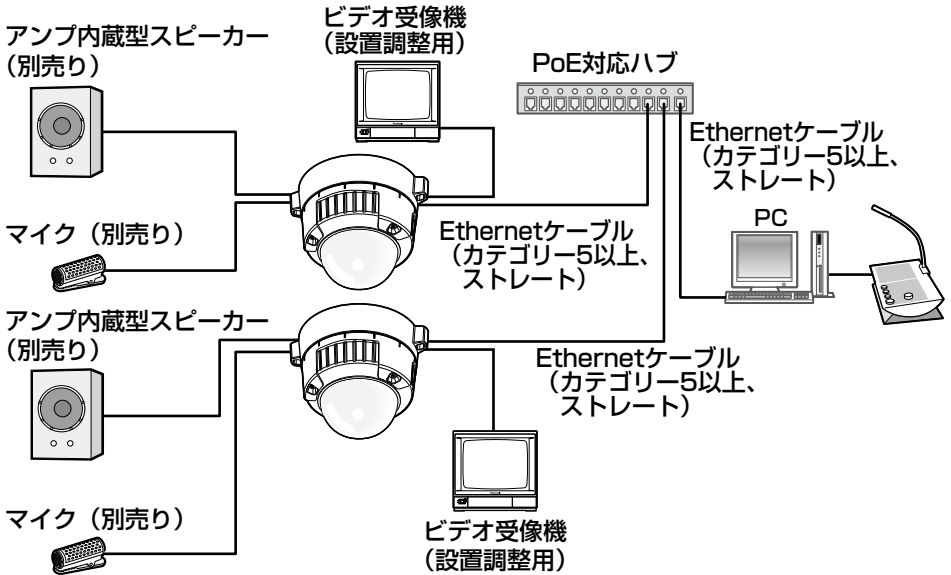 アンプ内蔵型スピーカー
（別売り）
ビデオ受像機
（設置調整用）
PoE対応ハブ
Ethernetケーブル
（カテゴリー5以上、
ストレート）
マイク（別売り）
Ethernetケーブル
（カテゴリー5以上、
ストレート）
PC
アンプ内蔵型スピーカー
（別売り）
Ethernetケーブル
（カテゴリー5以上、
ストレート）
マイク（別売り）
ビデオ受像機
（設置調整用）